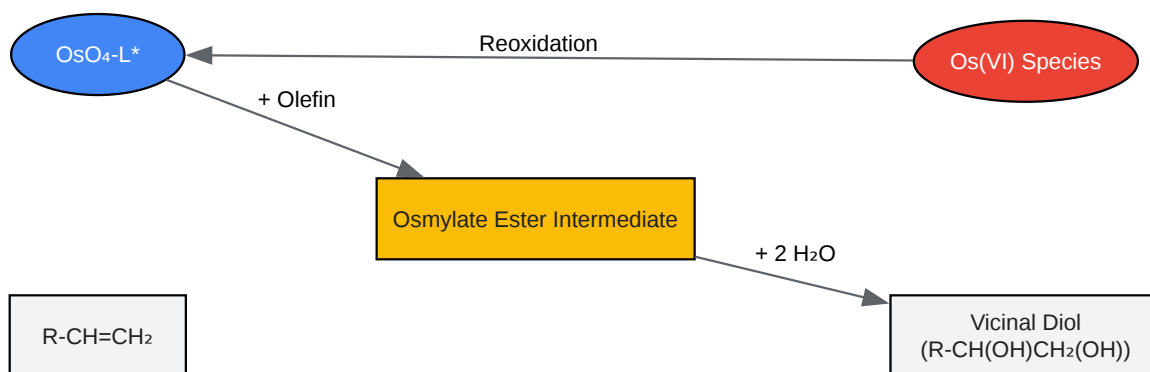 OsO₄-L*
Reoxidation
Os(VI) Species
+ Olefin
Osmylate Ester Intermediate
+ 2 H₂O
R-CH=CH₂
Vicinal Diol
(R-CH(OH)CH₂(OH))